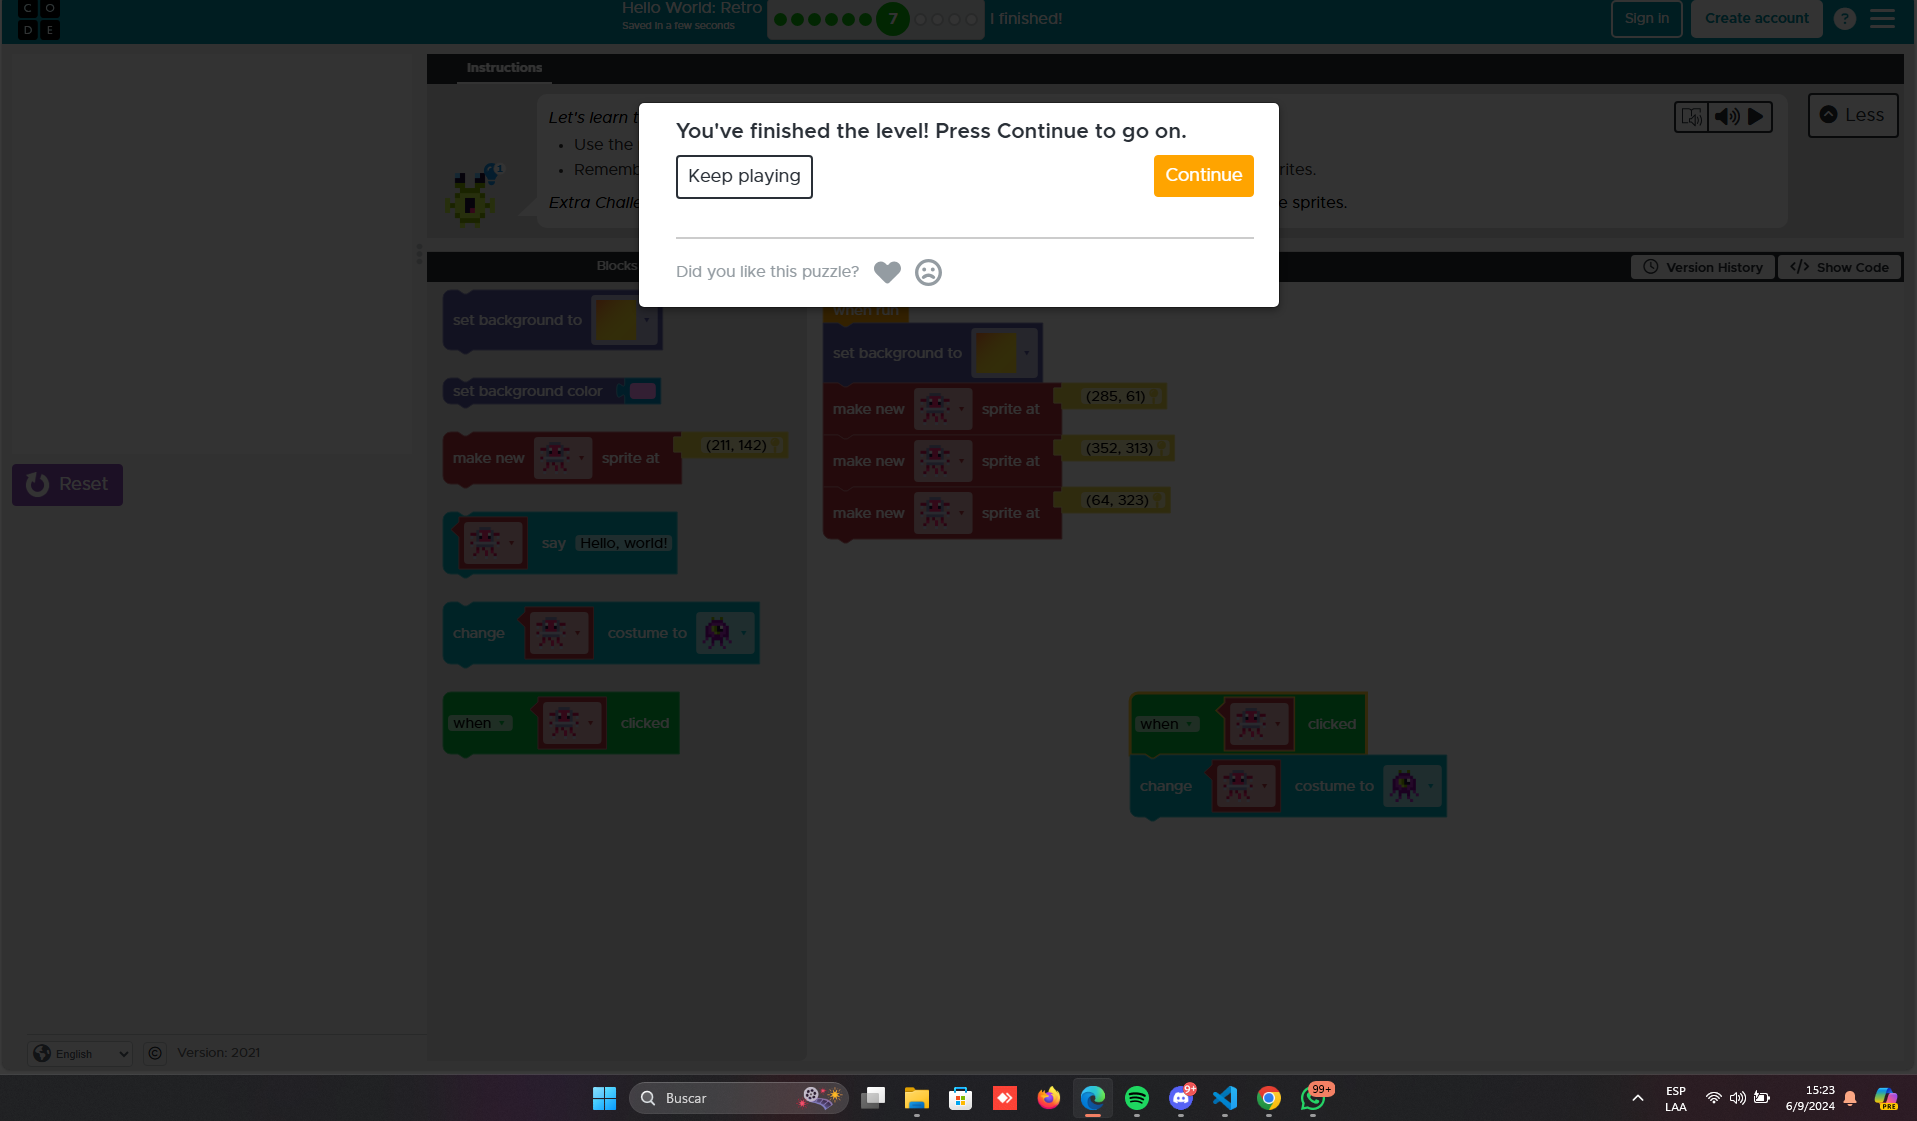 C O
D E
Hello World: Retro
Saved in a few seconds
7
I finished!
Sign in
Create account
?
Instructions
Let's learn t
Use the
Rememb
rites.
Extra Challe
e sprites.
1
Less
You've finished the level! Press Continue to go on.
Keep playing
Continue
Did you like this puzzle?
Blocks
Version History
</> Show Code
set background to
set background color
make new sprite at (211, 142)
say Hello, world!
change costume to
when clicked
when run
set background to
make new sprite at (285, 61)
make new sprite at (352, 313)
make new sprite at (64, 323)
when clicked
change costume to
Reset
English
© Version: 2021
Buscar
9+
99+
ESP
LAA
15:23
6/9/2024
PRE